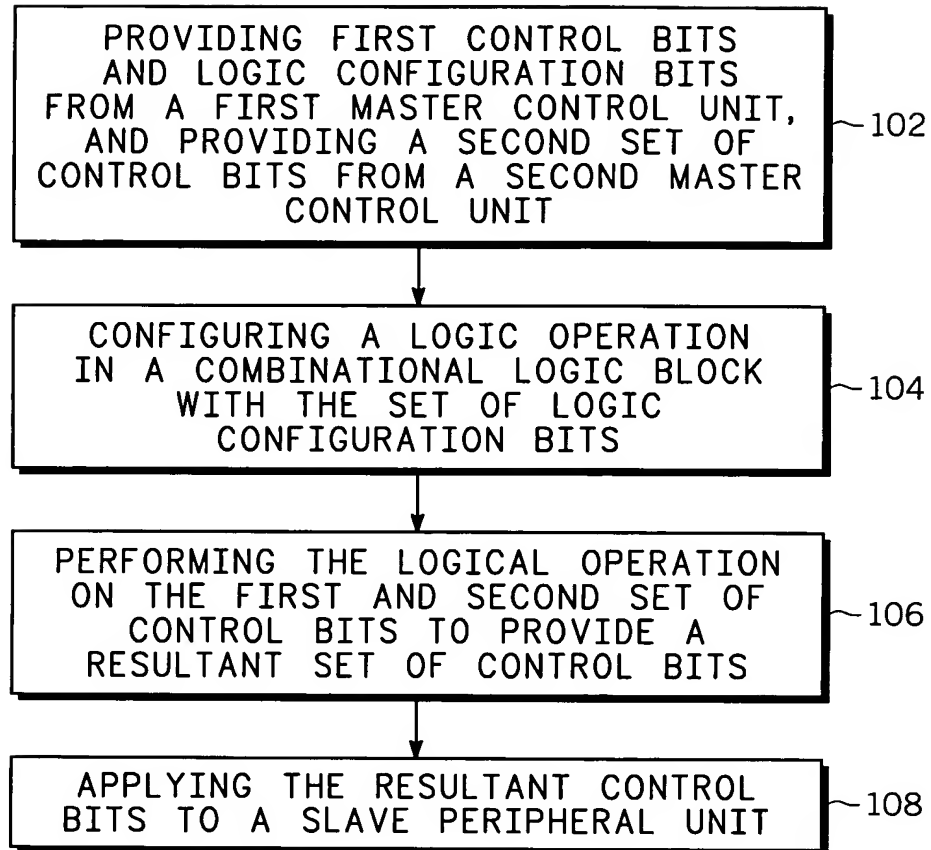 PROVIDING FIRST CONTROL BITS
AND LOGIC CONFIGURATION BITS
FROM A FIRST MASTER CONTROL UNIT,
AND PROVIDING A SECOND SET OF
CONTROL BITS FROM A SECOND MASTER
CONTROL UNIT
102
CONFIGURING A LOGIC OPERATION
IN A COMBINATIONAL LOGIC BLOCK
WITH THE SET OF LOGIC
CONFIGURATION BITS
104
PERFORMING THE LOGICAL OPERATION
ON THE FIRST AND SECOND SET OF
CONTROL BITS TO PROVIDE A
RESULTANT SET OF CONTROL BITS
106
APPLYING THE RESULTANT CONTROL
BITS TO A SLAVE PERIPHERAL UNIT
108